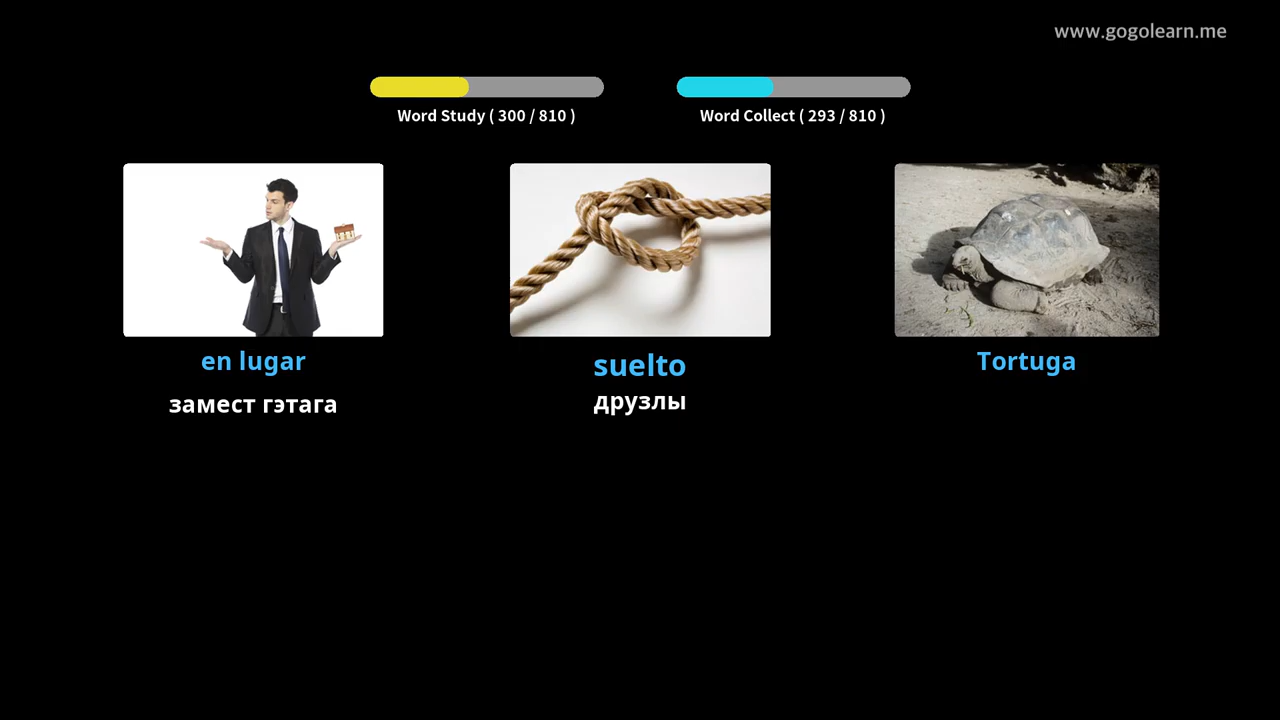 www.gogolearn.me
Word Study ( 300 / 810 )
Word Collect ( 293 / 810 )
en lugar
suelto
Tortuga
замест гэтага
друзлы